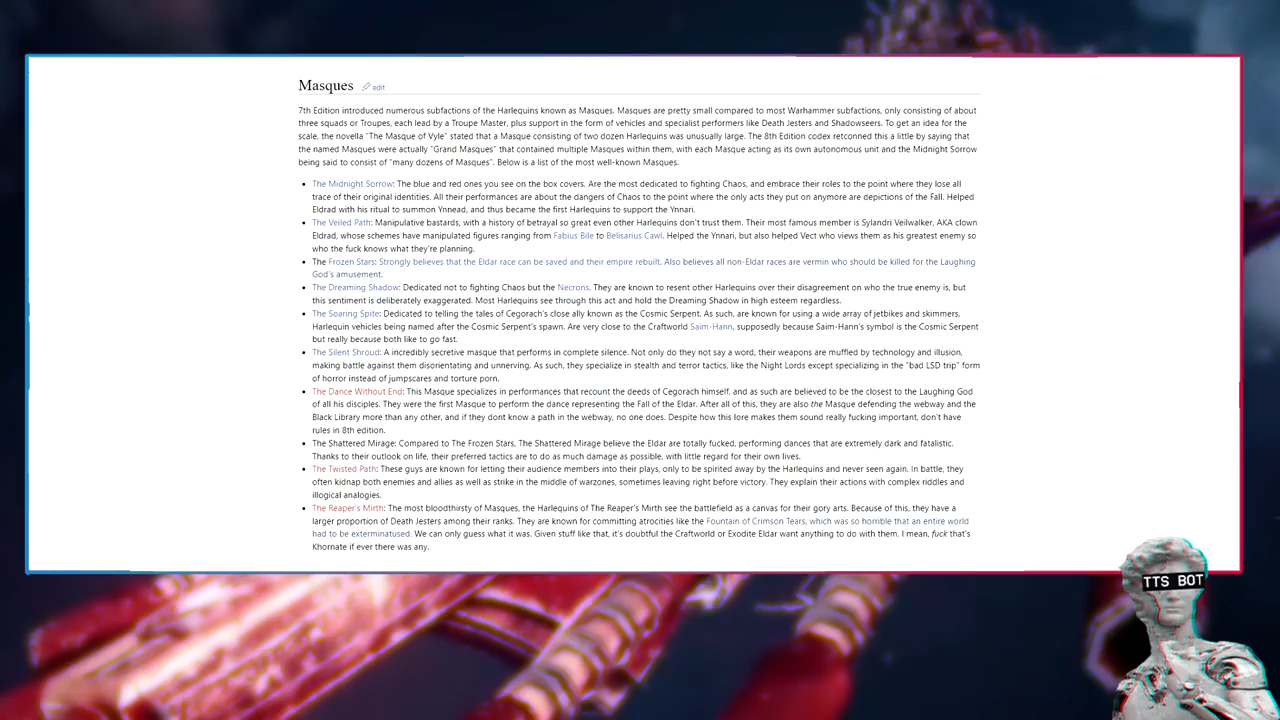 Masques edit
7th Edition introduced numerous subfactions of the Harlequins known as Masques. Masques are pretty small compared to most Warhammer subfactions, only consisting of about
three squads or Troupes, each lead by a Troupe Master, plus support in the form of vehicles and specialist performers like Death Jesters and Shadowseers. To get an idea for the
scale, the novella "The Masque of Vyle" stated that a Masque consisting of two dozen Harlequins was unusually large. The 8th Edition codex retconned this a little by saying that
the named Masques were actually "Grand Masques" that contained multiple Masques within them, with each Masque acting as its own autonomous unit and the Midnight Sorrow
being said to consist of "many dozens of Masques". Below is a list of the most well-known Masques.
• The Midnight Sorrow: The blue and red ones you see on the box covers. Are the most dedicated to fighting Chaos, and embrace their roles to the point where they lose all
trace of their original identities. All their performances are about the dangers of Chaos to the point where the only acts they put on anymore are depictions of the Fall. Helped
Eldrad with his ritual to summon Ynnead, and thus became the first Harlequins to support the Ynnari.
• The Veiled Path: Manipulative bastards, with a history of betrayal so great even other Harlequins don't trust them. Their most famous member is Sylandri Veilwalker, AKA clown
Eldrad, whose schemes have manipulated figures ranging from Fabius Bile to Belisarius Cawl. Helped the Ynnari, but also helped Vect who views them as his greatest enemy so
who the fuck knows what they're planning.
• The Frozen Stars: Strongly believes that the Eldar race can be saved and their empire rebuilt. Also believes all non-Eldar races are vermin who should be killed for the Laughing
God's amusement.
• The Dreaming Shadow: Dedicated not to fighting Chaos but the Necrons. They are known to resent other Harlequins over their disagreement on who the true enemy is, but
this sentiment is deliberately exaggerated. Most Harlequins see through this act and hold the Dreaming Shadow in high esteem regardless.
• The Soaring Spite: Dedicated to telling the tales of Cegorach's close ally known as the Cosmic Serpent. As such, are known for using a wide array of jetbikes and skimmers,
Harlequin vehicles being named after the Cosmic Serpent's spawn. Are very close to the Craftworld Saim-Hann, supposedly because Saim-Hann's symbol is the Cosmic Serpent
but really because both like to go fast.
• The Silent Shroud: A incredibly secretive masque that performs in complete silence. Not only do they not say a word, their weapons are muffled by technology and illusion,
making battle against them disorientating and unnerving. As such, they specialize in stealth and terror tactics, like the Night Lords except specializing in the "bad LSD trip" form
of horror instead of jumpscares and torture porn.
• The Dance Without End: This Masque specializes in performances that recount the deeds of Cegorach himself, and as such are believed to be the closest to the Laughing God
of all his disciples. They were the first Masque to perform the dance representing the Fall of the Eldar. After all of this, they are also the Masque defending the webway and the
Black Library more than any other, and if they dont know a path in the webway, no one does. Despite how this lore makes them sound really fucking important, don't have
rules in 8th edition.
• The Shattered Mirage: Compared to The Frozen Stars, The Shattered Mirage believe the Eldar are totally fucked, performing dances that are extremely dark and fatalistic.
Thanks to their outlook on life, their preferred tactics are to do as much damage as possible, with little regard for their own lives.
• The Twisted Path: These guys are known for letting their audience members into their plays, only to be spirited away by the Harlequins and never seen again. In battle, they
often kidnap both enemies and allies as well as strike in the middle of warzones, sometimes leaving right before victory. They explain their actions with complex riddles and
illogical analogies.
• The Reaper's Mirth: The most bloodthirsty of Masques, the Harlequins of The Reaper's Mirth see the battlefield as a canvas for their gory arts. Because of this, they have a
larger proportion of Death Jesters among their ranks. They are known for committing atrocities like the Fountain of Crimson Tears, which was so horrible that an entire world
had to be exterminatused. We can only guess what it was. Given stuff like that, it's doubtful the Craftworld or Exodite Eldar want anything to do with them. I mean, fuck that's
Khornate if ever there was any.
TTS BOT